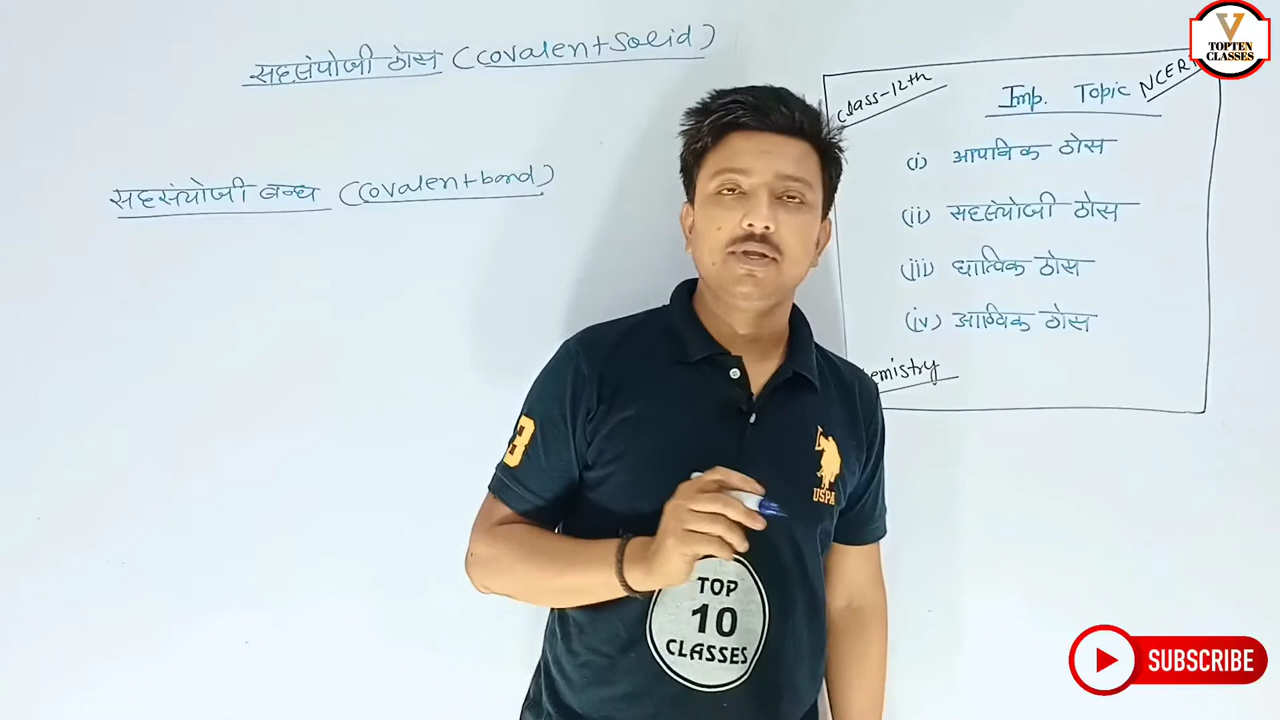 सहसंयोजी ठोस (Covalent Solid)
सहसंयोजी बन्ध (Covalent bond)
Class-12th
Imp. Topic
NCERT
(i) आयनिक ठोस
(ii) सहसंयोजी ठोस
(iii) धात्विक ठोस
(iv) आण्विक ठोस
emistry
V
TOPTEN
CLASSES
3
USPA
TOP
10
CLASSES
SUBSCRIBE